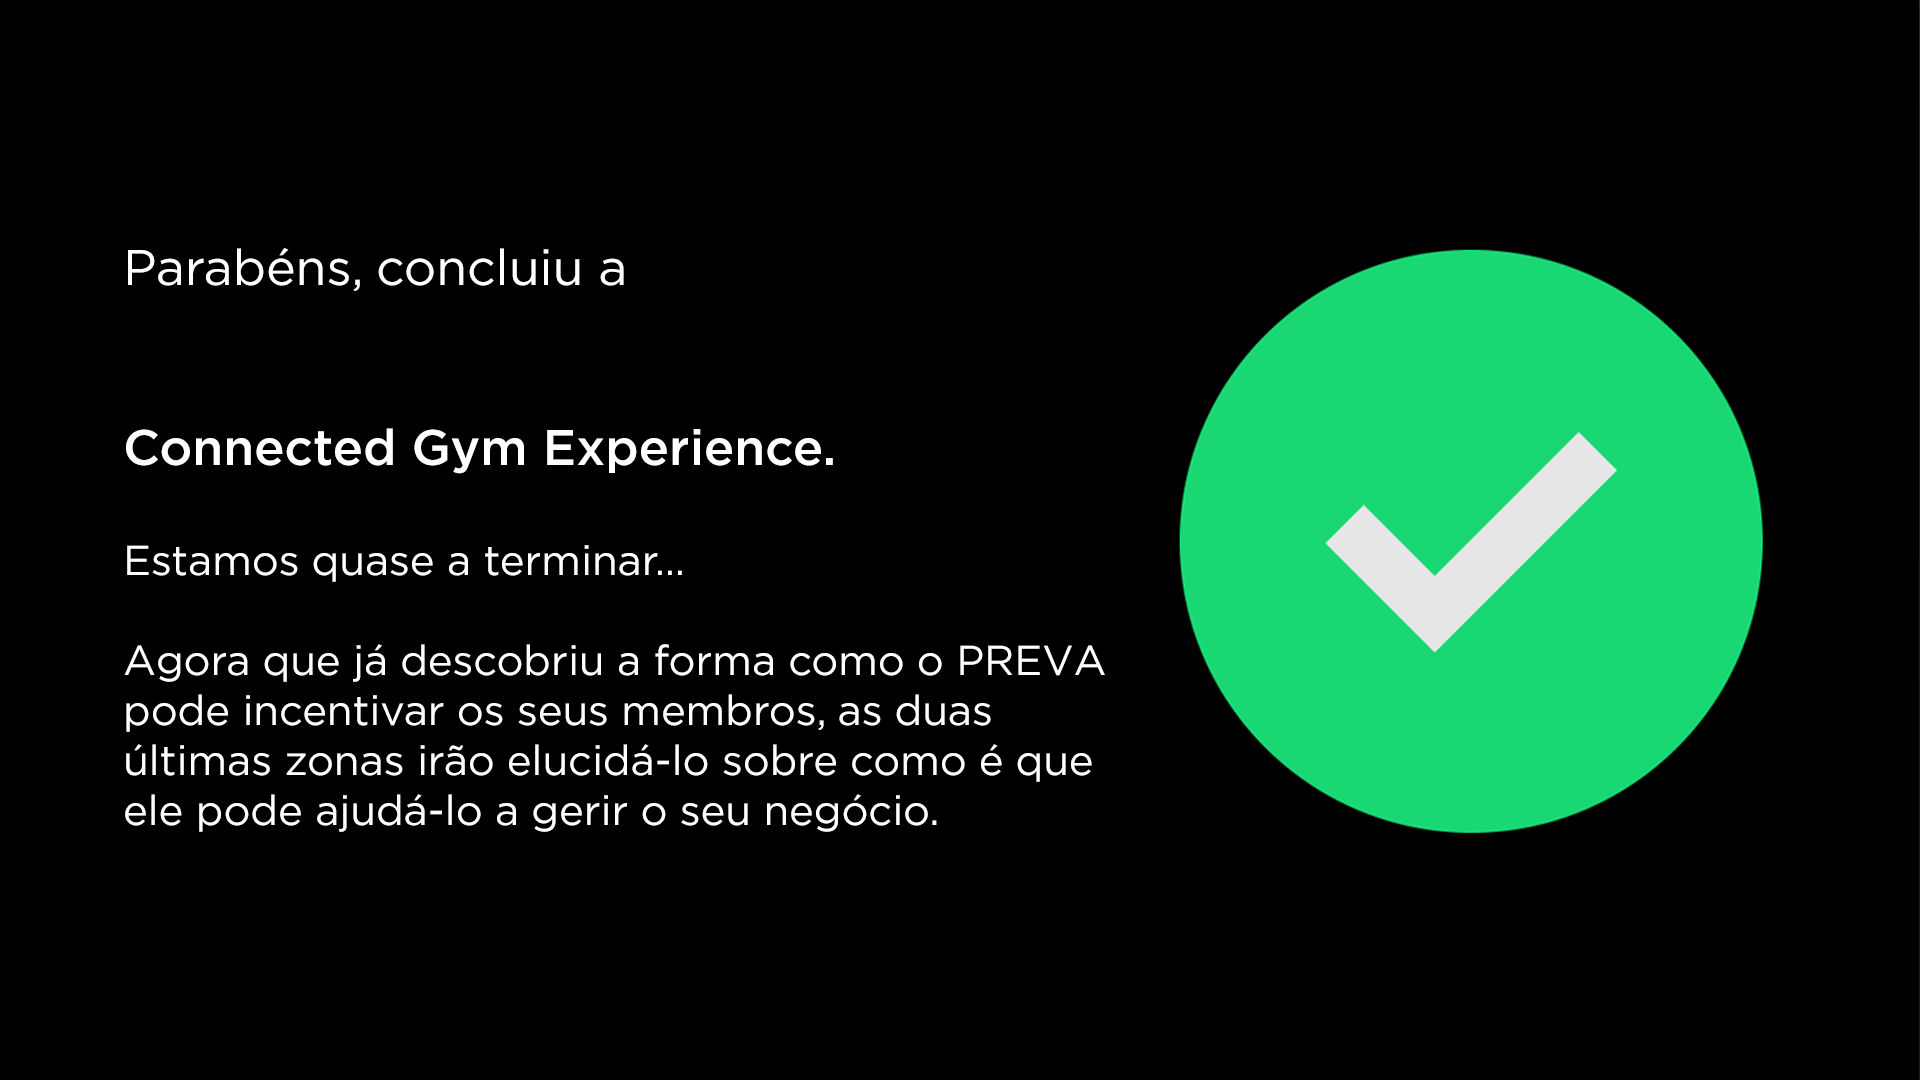 Parabéns, concluiu a
Connected Gym Experience.
Estamos quase a terminar...
Agora que já descobriu a forma como o PREVA
pode incentivar os seus membros, as duas
últimas zonas irão elucidá-lo sobre como é que
ele pode ajudá-lo a gerir o seu negócio.